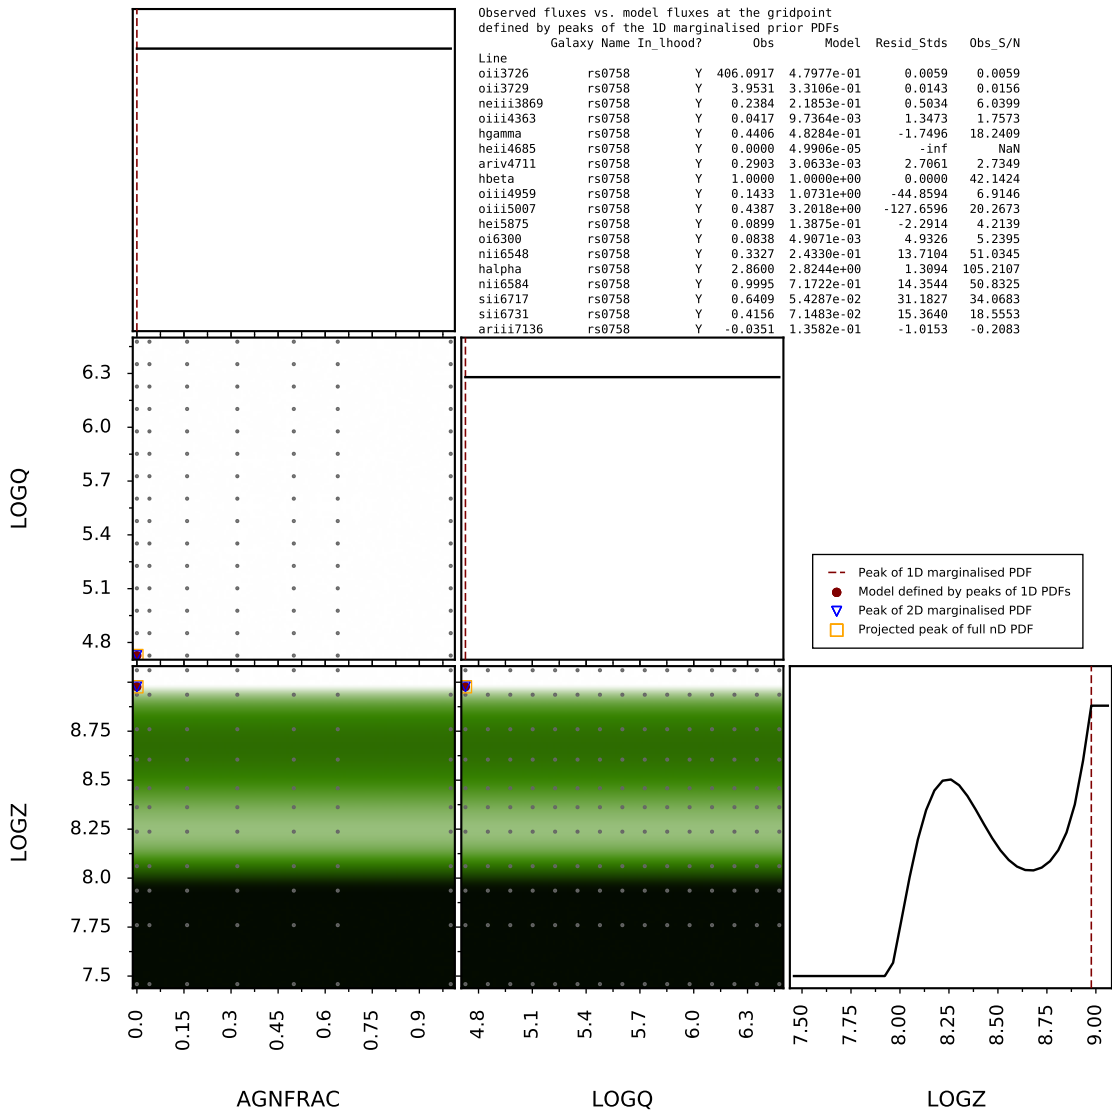 Observed fluxes vs. model fluxes at the gridpoint
defined by peaks of the 1D marginalised prior PDFs
Galaxy Name In_lhood? Obs Model Resid_Stds Obs_S/N
Line
oii3726 rs0758 Y 406.0917 4.7977e-01 0.0059 0.0059
oii3729 rs0758 Y 3.9531 3.3106e-01 0.0143 0.0156
neiii3869 rs0758 Y 0.2384 2.1853e-01 0.5034 6.0399
oiii4363 rs0758 Y 0.0417 9.7364e-03 1.3473 1.7573
hgamma rs0758 Y 0.4406 4.8284e-01 -1.7496 18.2409
heii4685 rs0758 Y 0.0000 4.9906e-05 -inf NaN
ariv4711 rs0758 Y 0.2903 3.0633e-03 2.7061 2.7349
hbeta rs0758 Y 1.0000 1.0000e+00 0.0000 42.1424
oiii4959 rs0758 Y 0.1433 1.0731e+00 -44.8594 6.9146
oiii5007 rs0758 Y 0.4387 3.2018e+00 -127.6596 20.2673
hei5875 rs0758 Y 0.0899 1.3875e-01 -2.2914 4.2139
oi6300 rs0758 Y 0.0838 4.9071e-03 4.9326 5.2395
nii6548 rs0758 Y 0.3327 2.4330e-01 13.7104 51.0345
halpha rs0758 Y 2.8600 2.8244e+00 1.3094 105.2107
nii6584 rs0758 Y 0.9995 7.1722e-01 14.3544 50.8325
sii6717 rs0758 Y 0.6409 5.4287e-02 31.1827 34.0683
sii6731 rs0758 Y 0.4156 7.1483e-02 15.3640 18.5553
ariii7136 rs0758 Y -0.0351 1.3582e-01 -1.0153 -0.2083
LOGQ
6.3
6.0
5.7
5.4
5.1
4.8
Peak of 1D marginalised PDF
Model defined by peaks of 1D PDFs
Peak of 2D marginalised PDF
Projected peak of full nD PDF
LOGZ
8.75
8.5
8.25
8.0
7.75
7.5
0.0 0.15 0.3 0.45 0.6 0.75 0.9
4.8 5.1 5.4 5.7 6.0 6.3
7.50 7.75 8.00 8.25 8.50 8.75 9.00
AGNFRAC
LOGQ
LOGZ